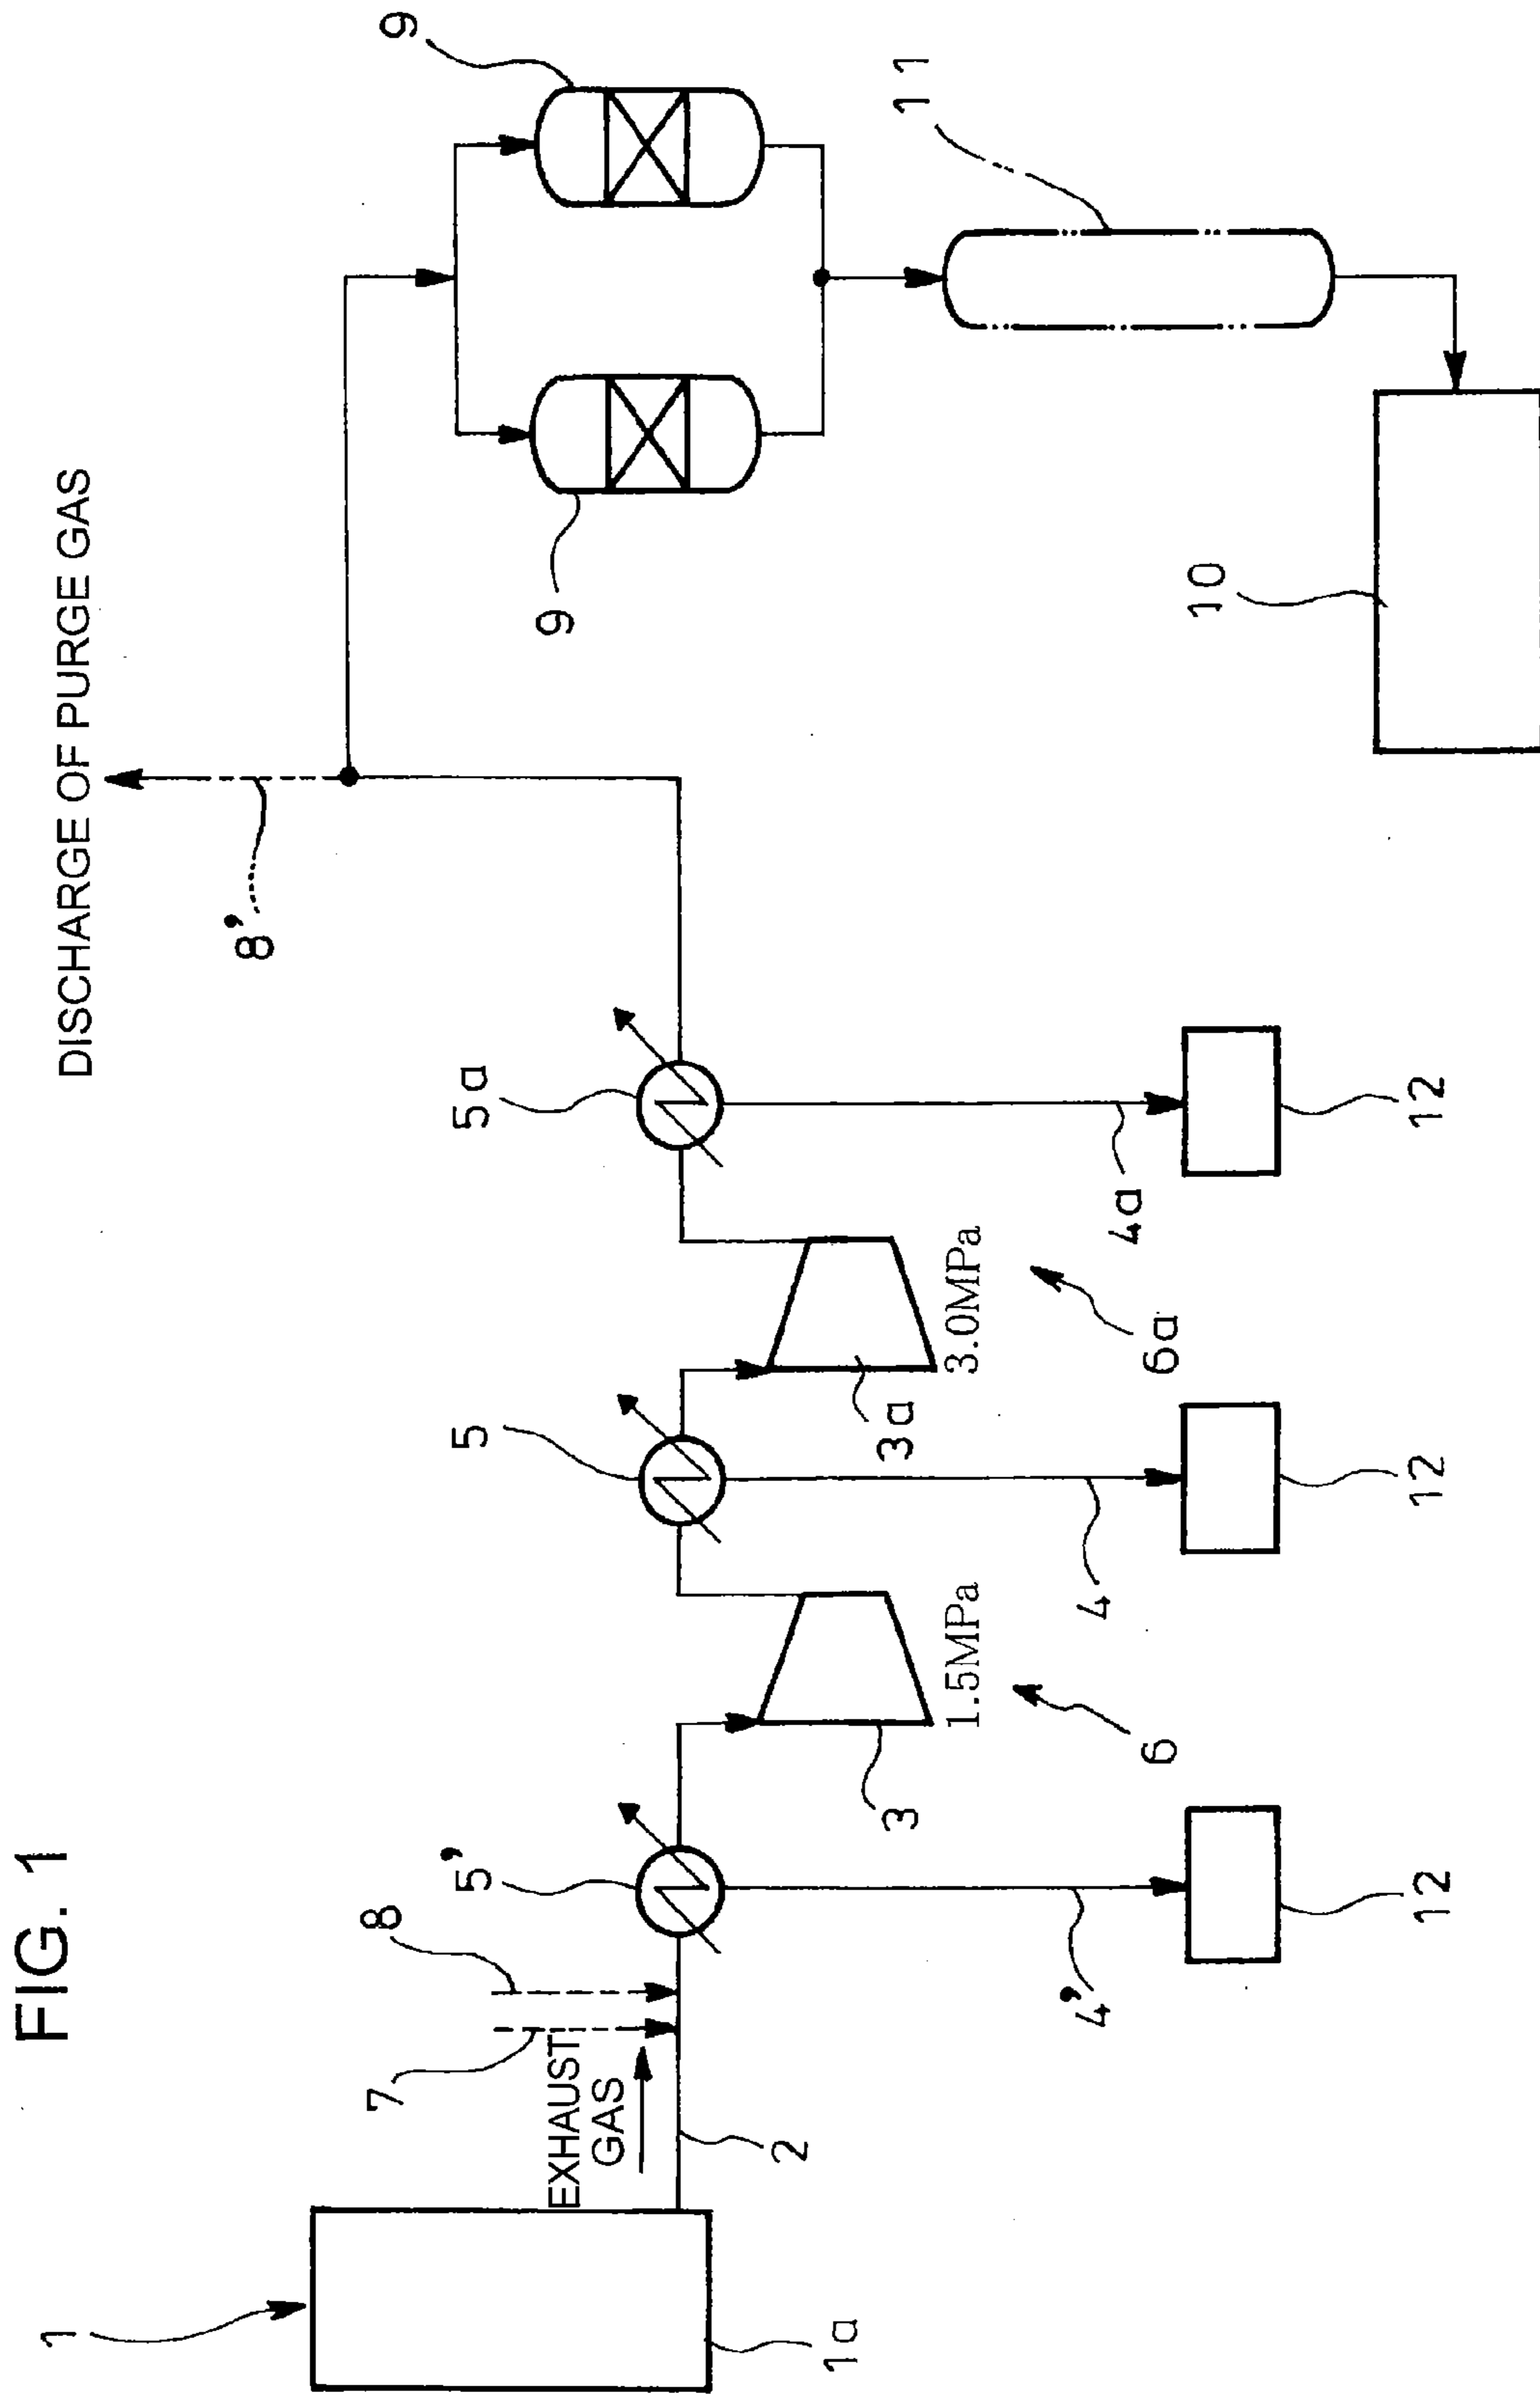 FIG. 1
DISCHARGE OF PURGE GAS
8'
9
9
11
10
5a
5
5'
8
7
EXHAUST
GAS
1
1a
2
3
1.5MPa
6
3a
3.0MPa
6a
4'
4
4a
12
12
12